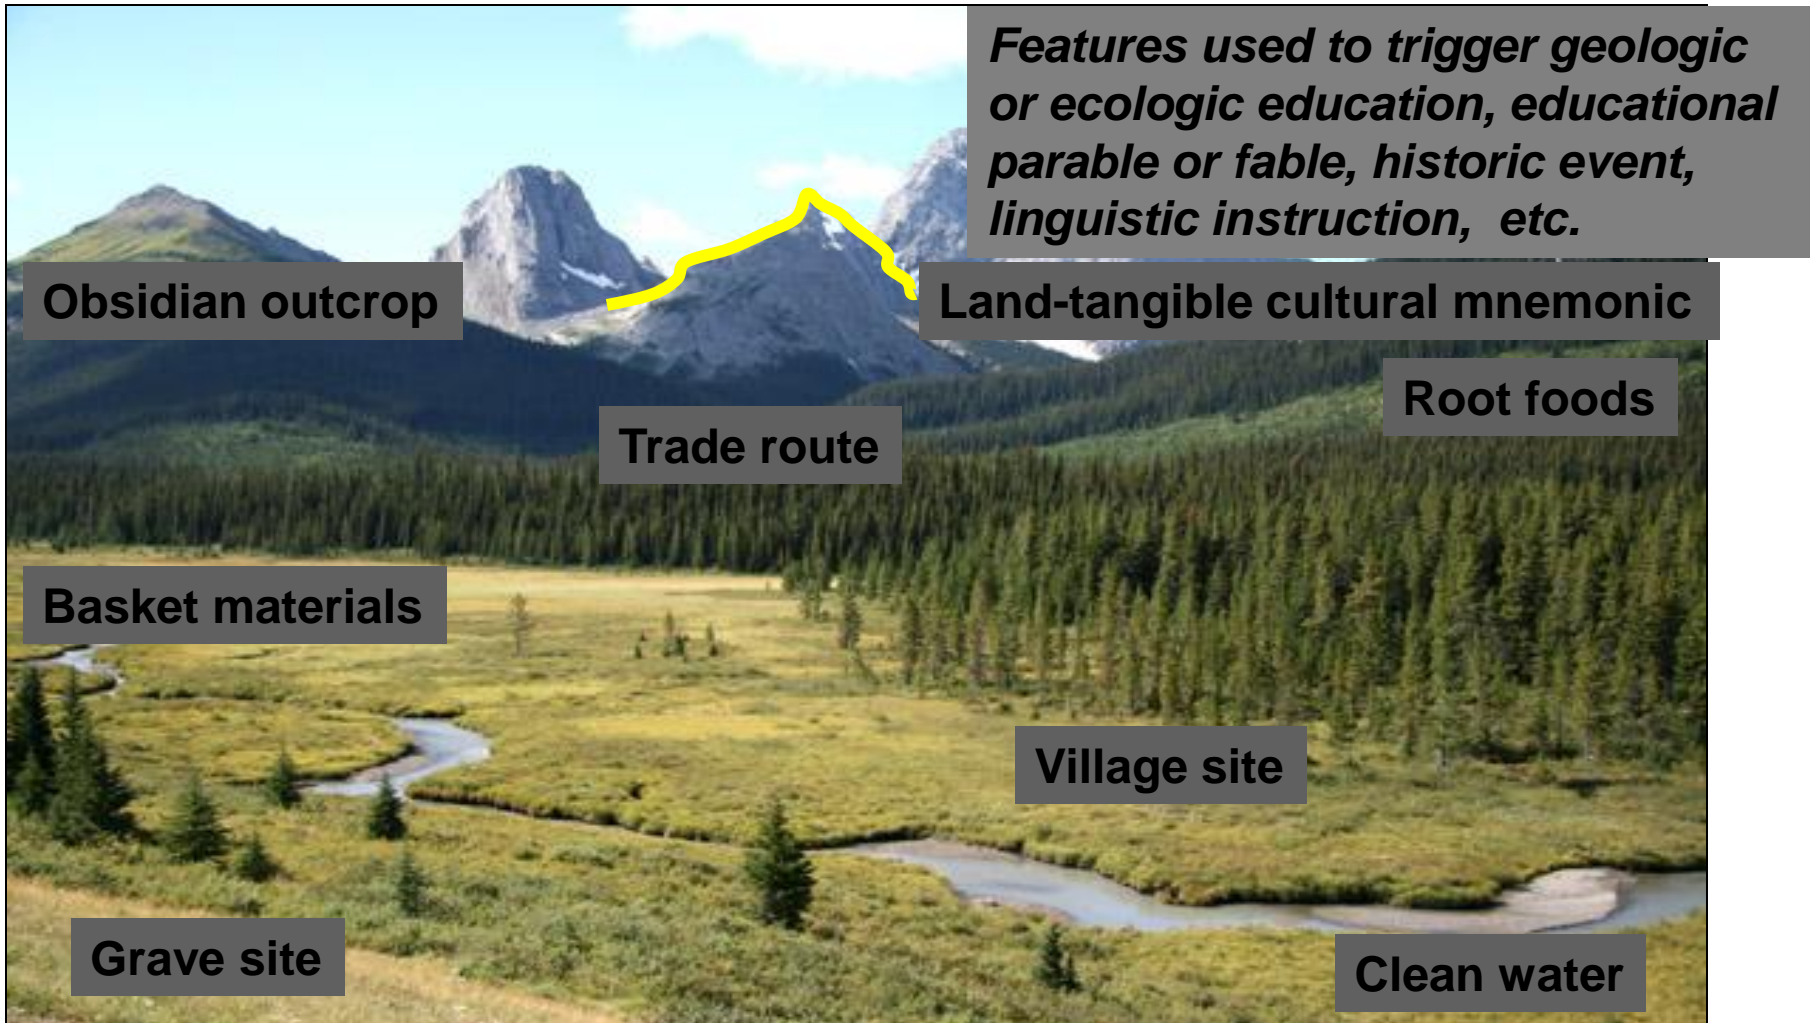 Features used to trigger geologic
or ecologic education, educational
parable or fable, historic event,
linguistic instruction, etc.
Obsidian outcrop
Land-tangible cultural mnemonic
Root foods
Trade route
Basket materials
Village site
Grave site
Clean water